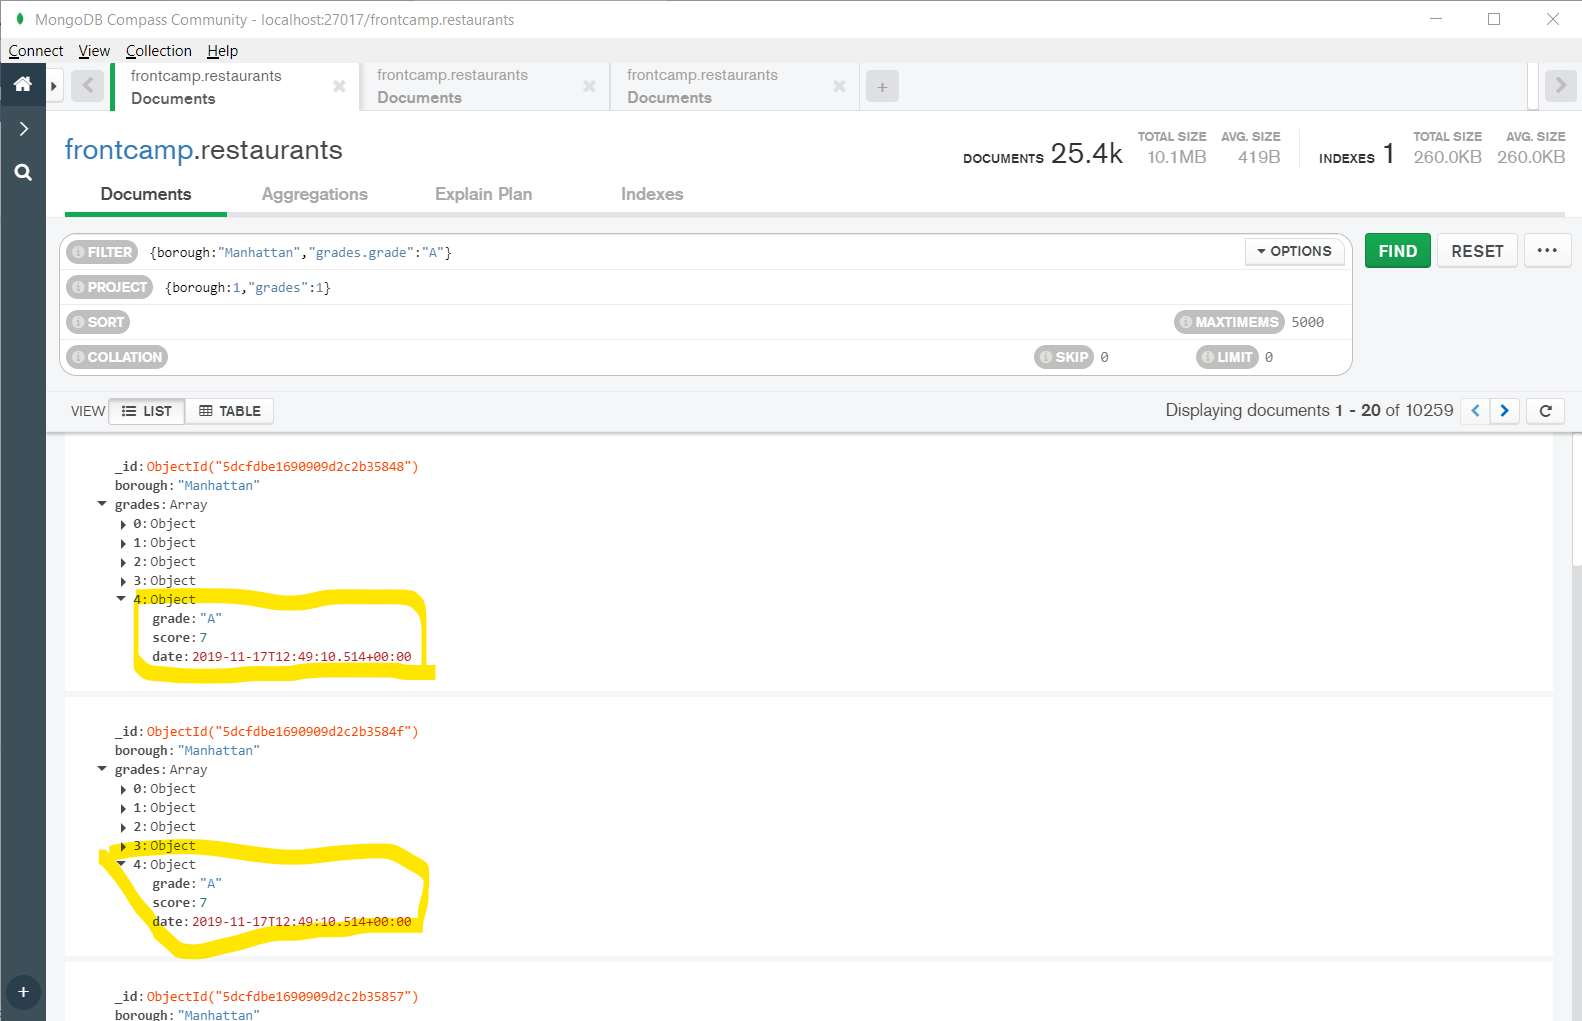 MongoDB Compass Community - localhost:27017/frontcamp.restaurants
Connect View Collection Help
frontcamp.restaurants
Documents
frontcamp.restaurants
Documents
frontcamp.restaurants
Documents
frontcamp.restaurants
DOCUMENTS 25.4k TOTAL SIZE 10.1MB AVG. SIZE 419B INDEXES 1 TOTAL SIZE 260.0KB AVG. SIZE 260.0KB
Documents Aggregations Explain Plan Indexes
FILTER {borough:"Manhattan","grades.grade":"A"} OPTIONS FIND RESET ...
PROJECT {borough:1,"grades":1}
SORT MAXTIMEMS 5000
COLLATION SKIP 0 LIMIT 0
VIEW LIST TABLE Displaying documents 1 - 20 of 10259
_id:ObjectId("5dcfdbe1690909d2c2b35848")
borough:"Manhattan"
grades:Array
0:Object
1:Object
2:Object
3:Object
4:Object
grade:"A"
score:7
date:2019-11-17T12:49:10.514+00:00
_id:ObjectId("5dcfdbe1690909d2c2b3584f")
borough:"Manhattan"
grades:Array
0:Object
1:Object
2:Object
3:Object
4:Object
grade:"A"
score:7
date:2019-11-17T12:49:10.514+00:00
_id:ObjectId("5dcfdbe1690909d2c2b35857")
borough:"Manhattan"